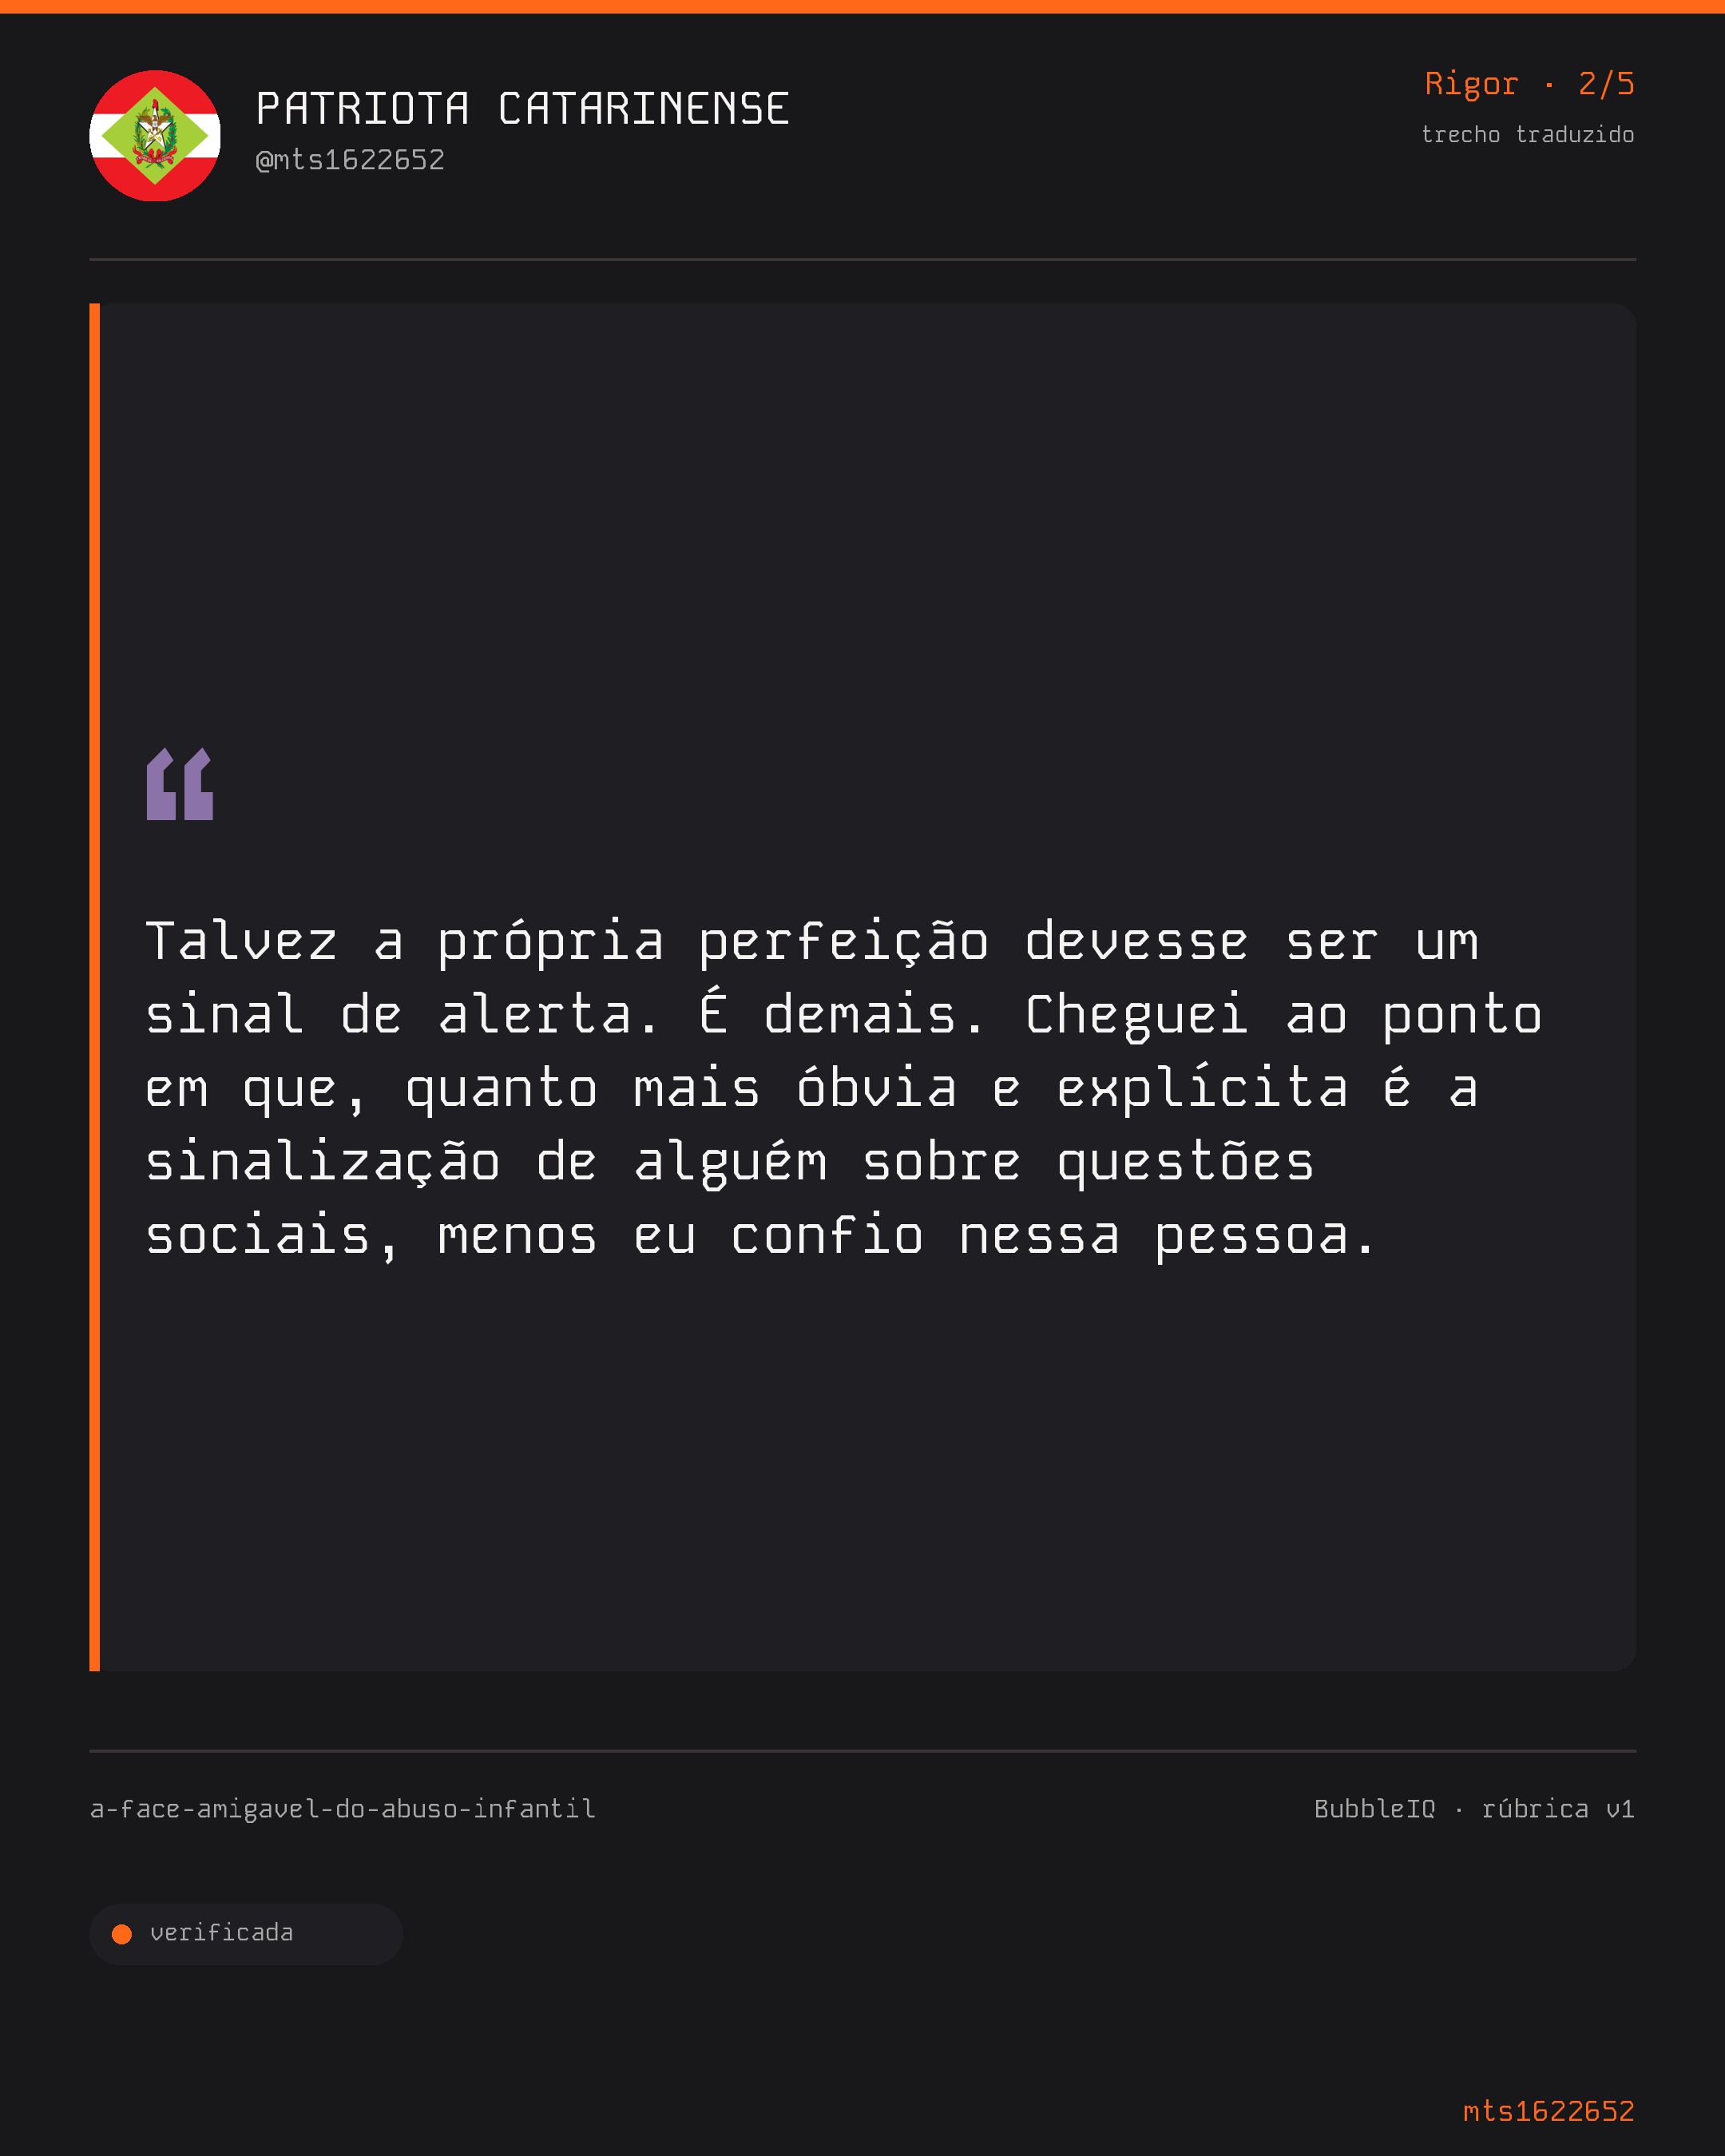 PATRIOTA CATARINENSE
@mts1622652
Rigor · 2/5
trecho traduzido
“
Talvez a própria perfeição devesse ser um
sinal de alerta. É demais. Cheguei ao ponto
em que, quanto mais óbvia e explícita é a
sinalização de alguém sobre questões
sociais, menos eu confio nessa pessoa.
a-face-amigavel-do-abuso-infantil
BubbleIQ · rúbrica v1
verificada
mts1622652